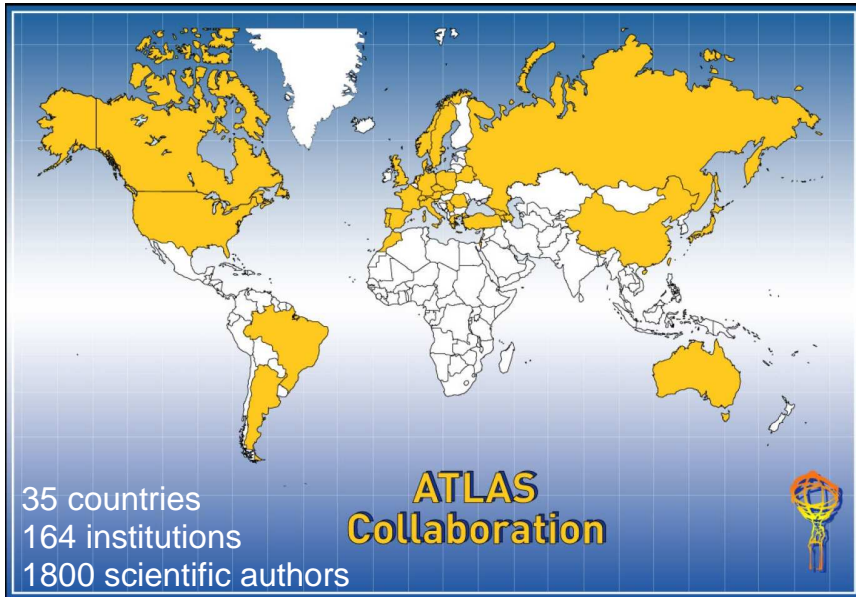 35 countries
164 institutions
1800 scientific authors
ATLAS
Collaboration